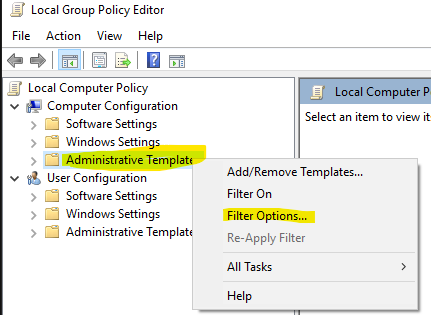 Local Group Policy Editor
File Action View Help
Local Computer Policy
Computer Configuration
Software Settings
Windows Settings
Administrative Template
User Configuration
Software Settings
Windows Settings
Administrative Template
Local Computer P
Select an item to view it
Add/Remove Templates...
Filter On
Filter Options...
Re-Apply Filter
All Tasks
Help